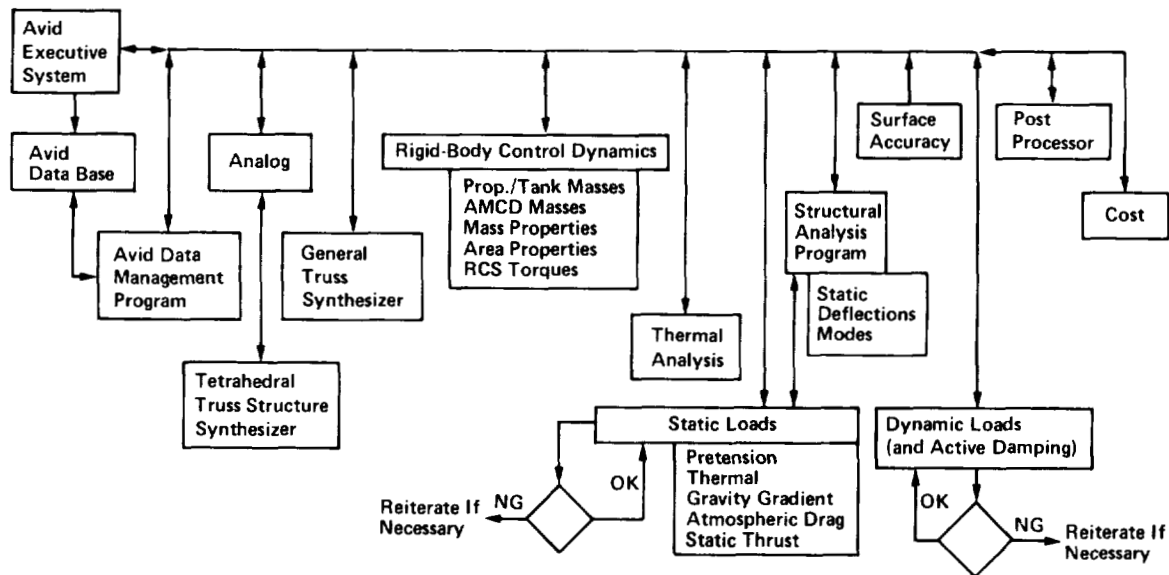 Avid
Executive
System
Avid
Data Base
Avid Data
Management
Program
Analog
Tetrahedral
Truss Structure
Synthesizer
General
Truss
Synthesizer
Rigid-Body Control Dynamics
Prop./Tank Masses
AMCD Masses
Mass Properties
Area Properties
RCS Torques
Thermal
Analysis
Structural
Analysis
Program
Static
Deflections
Modes
Surface
Accuracy
Post
Processor
Cost
Static Loads
Pretension
Thermal
Gravity Gradient
Atmospheric Drag
Static Thrust
OK
NG
Reiterate If
Necessary
Dynamic Loads
(and Active Damping)
OK
NG
Reiterate If
Necessary